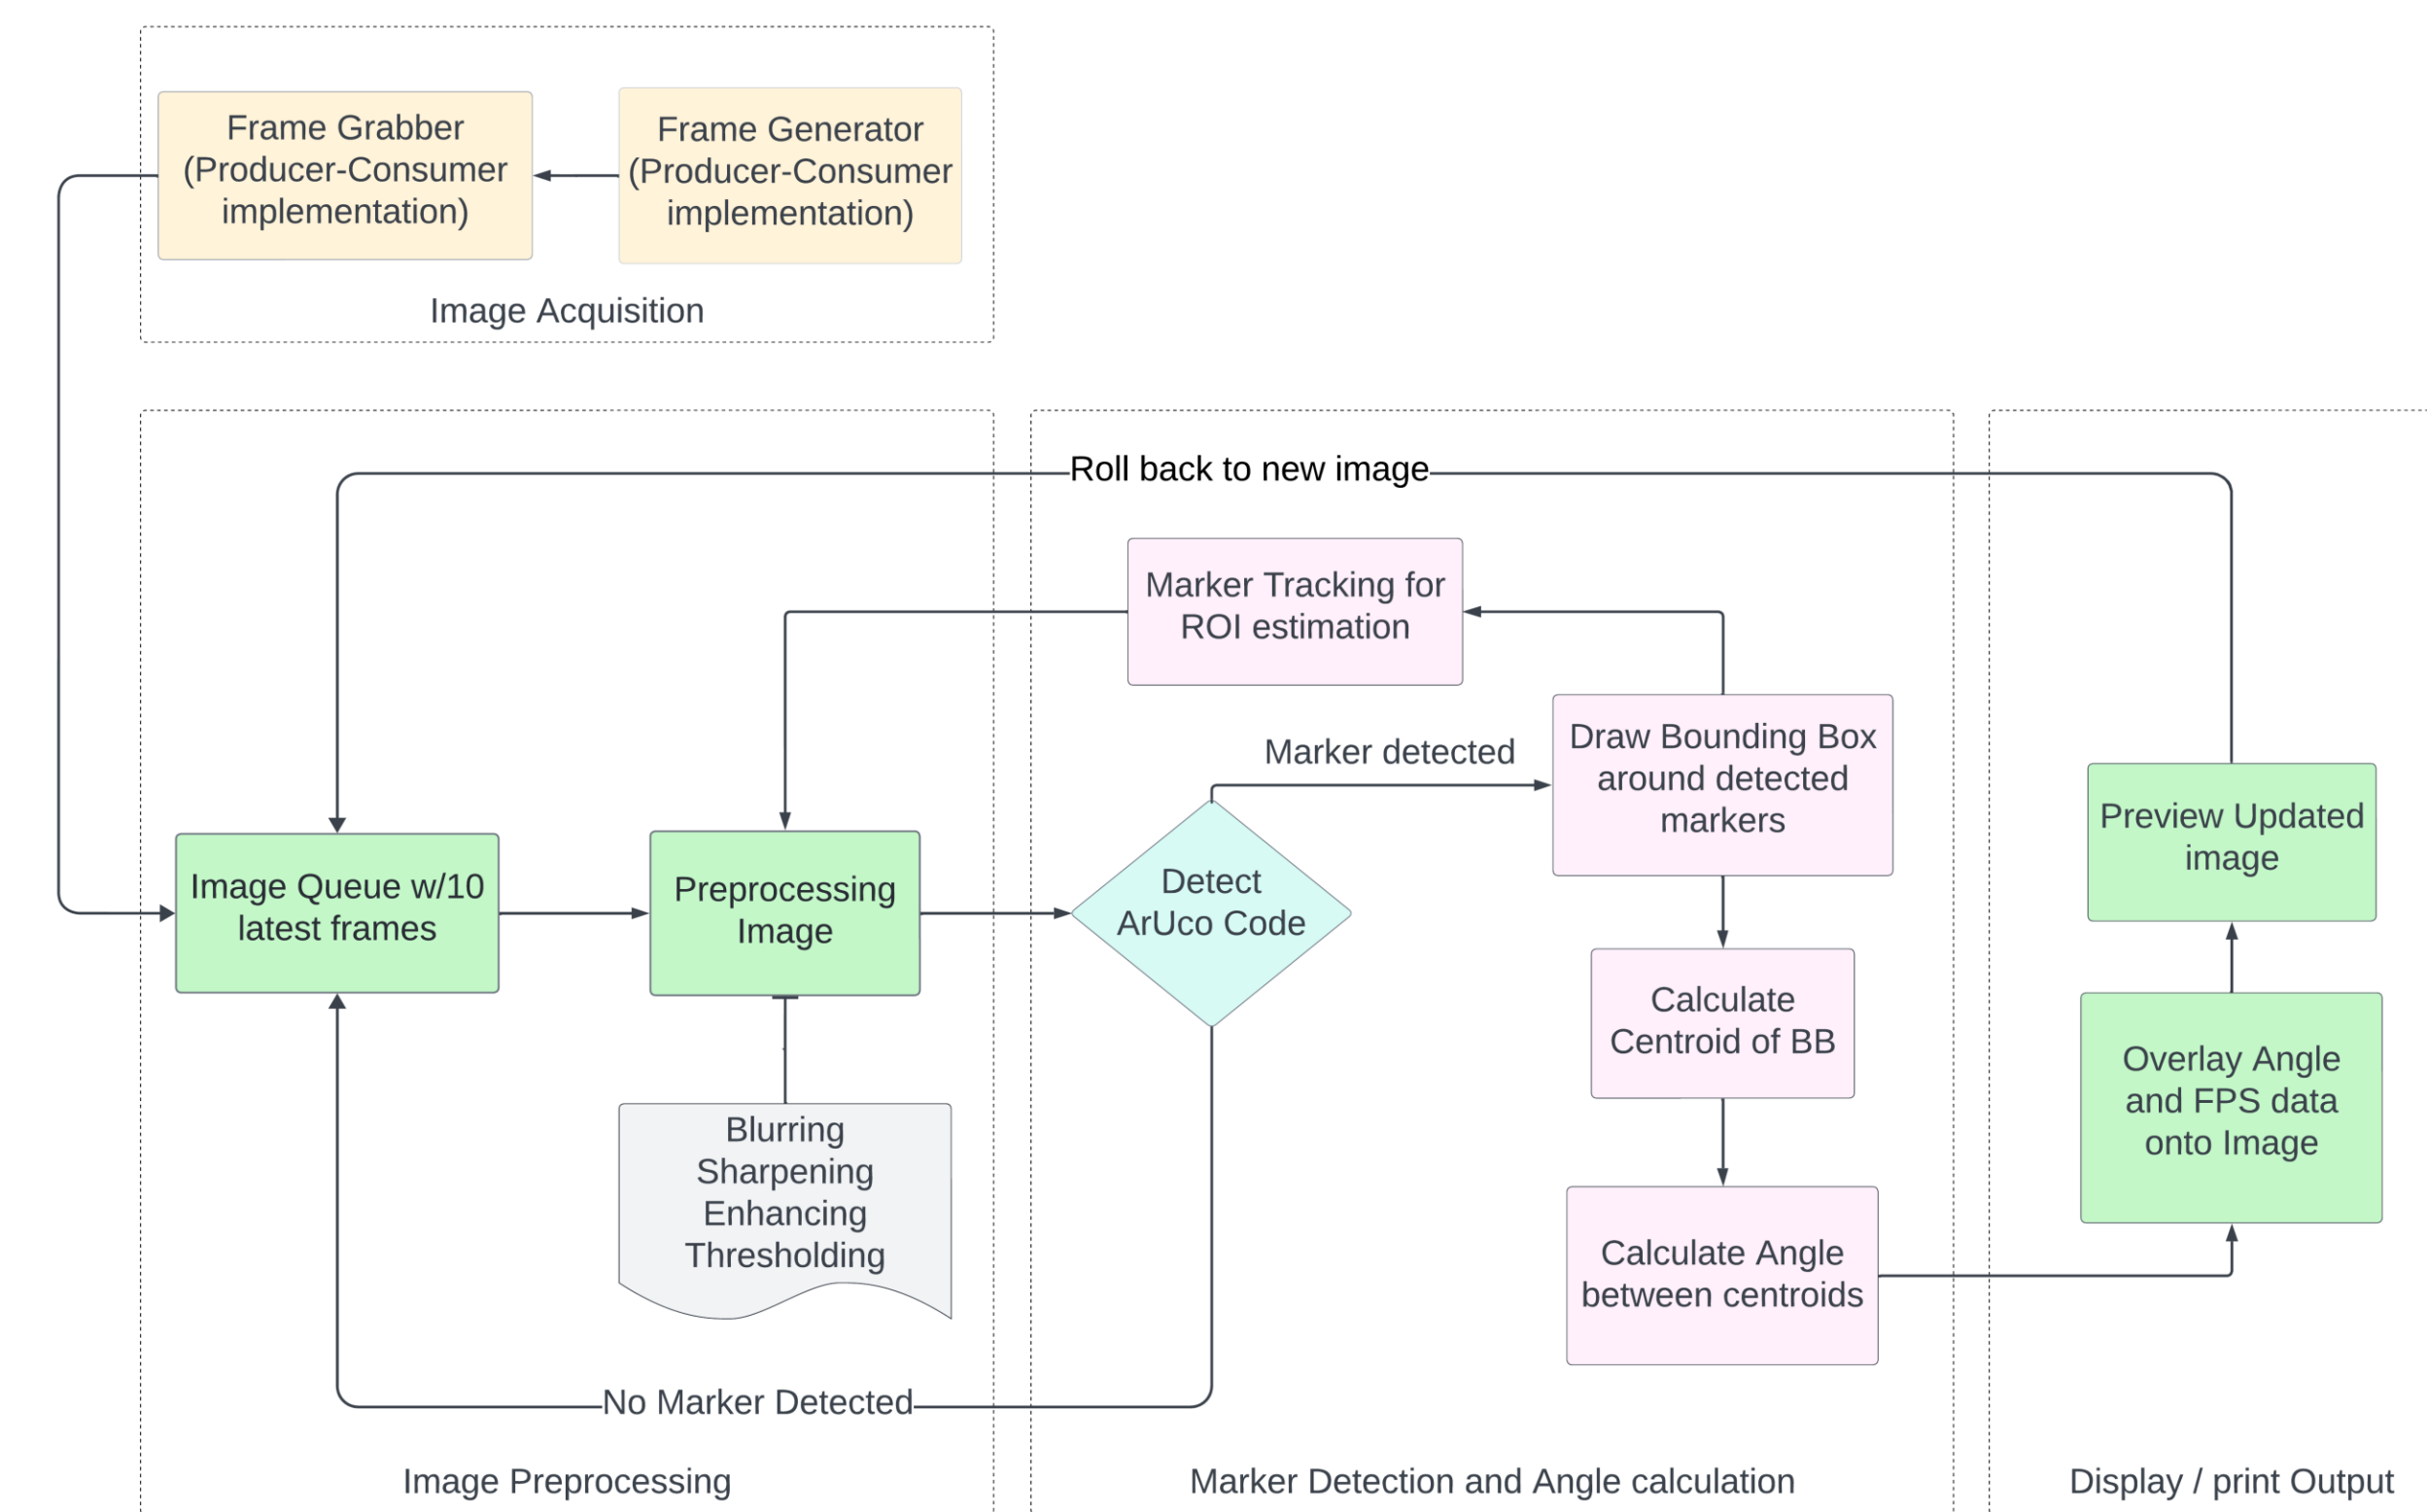 Frame Grabber
(Producer-Consumer
implementation)
Frame Generator
(Producer-Consumer
implementation)
Image Acquisition
Roll back to new image
Marker Tracking for
ROI estimation
Marker detected
Draw Bounding Box
around detected
markers
Preview Updated
image
Image Queue w/10
latest frames
Preprocessing
Image
Detect
ArUco Code
Calculate
Centroid of BB
Overlay Angle
and FPS data
onto Image
Blurring
Sharpening
Enhancing
Thresholding
Calculate Angle
between centroids
No Marker Detected
Image Preprocessing
Marker Detection and Angle calculation
Display / print Output